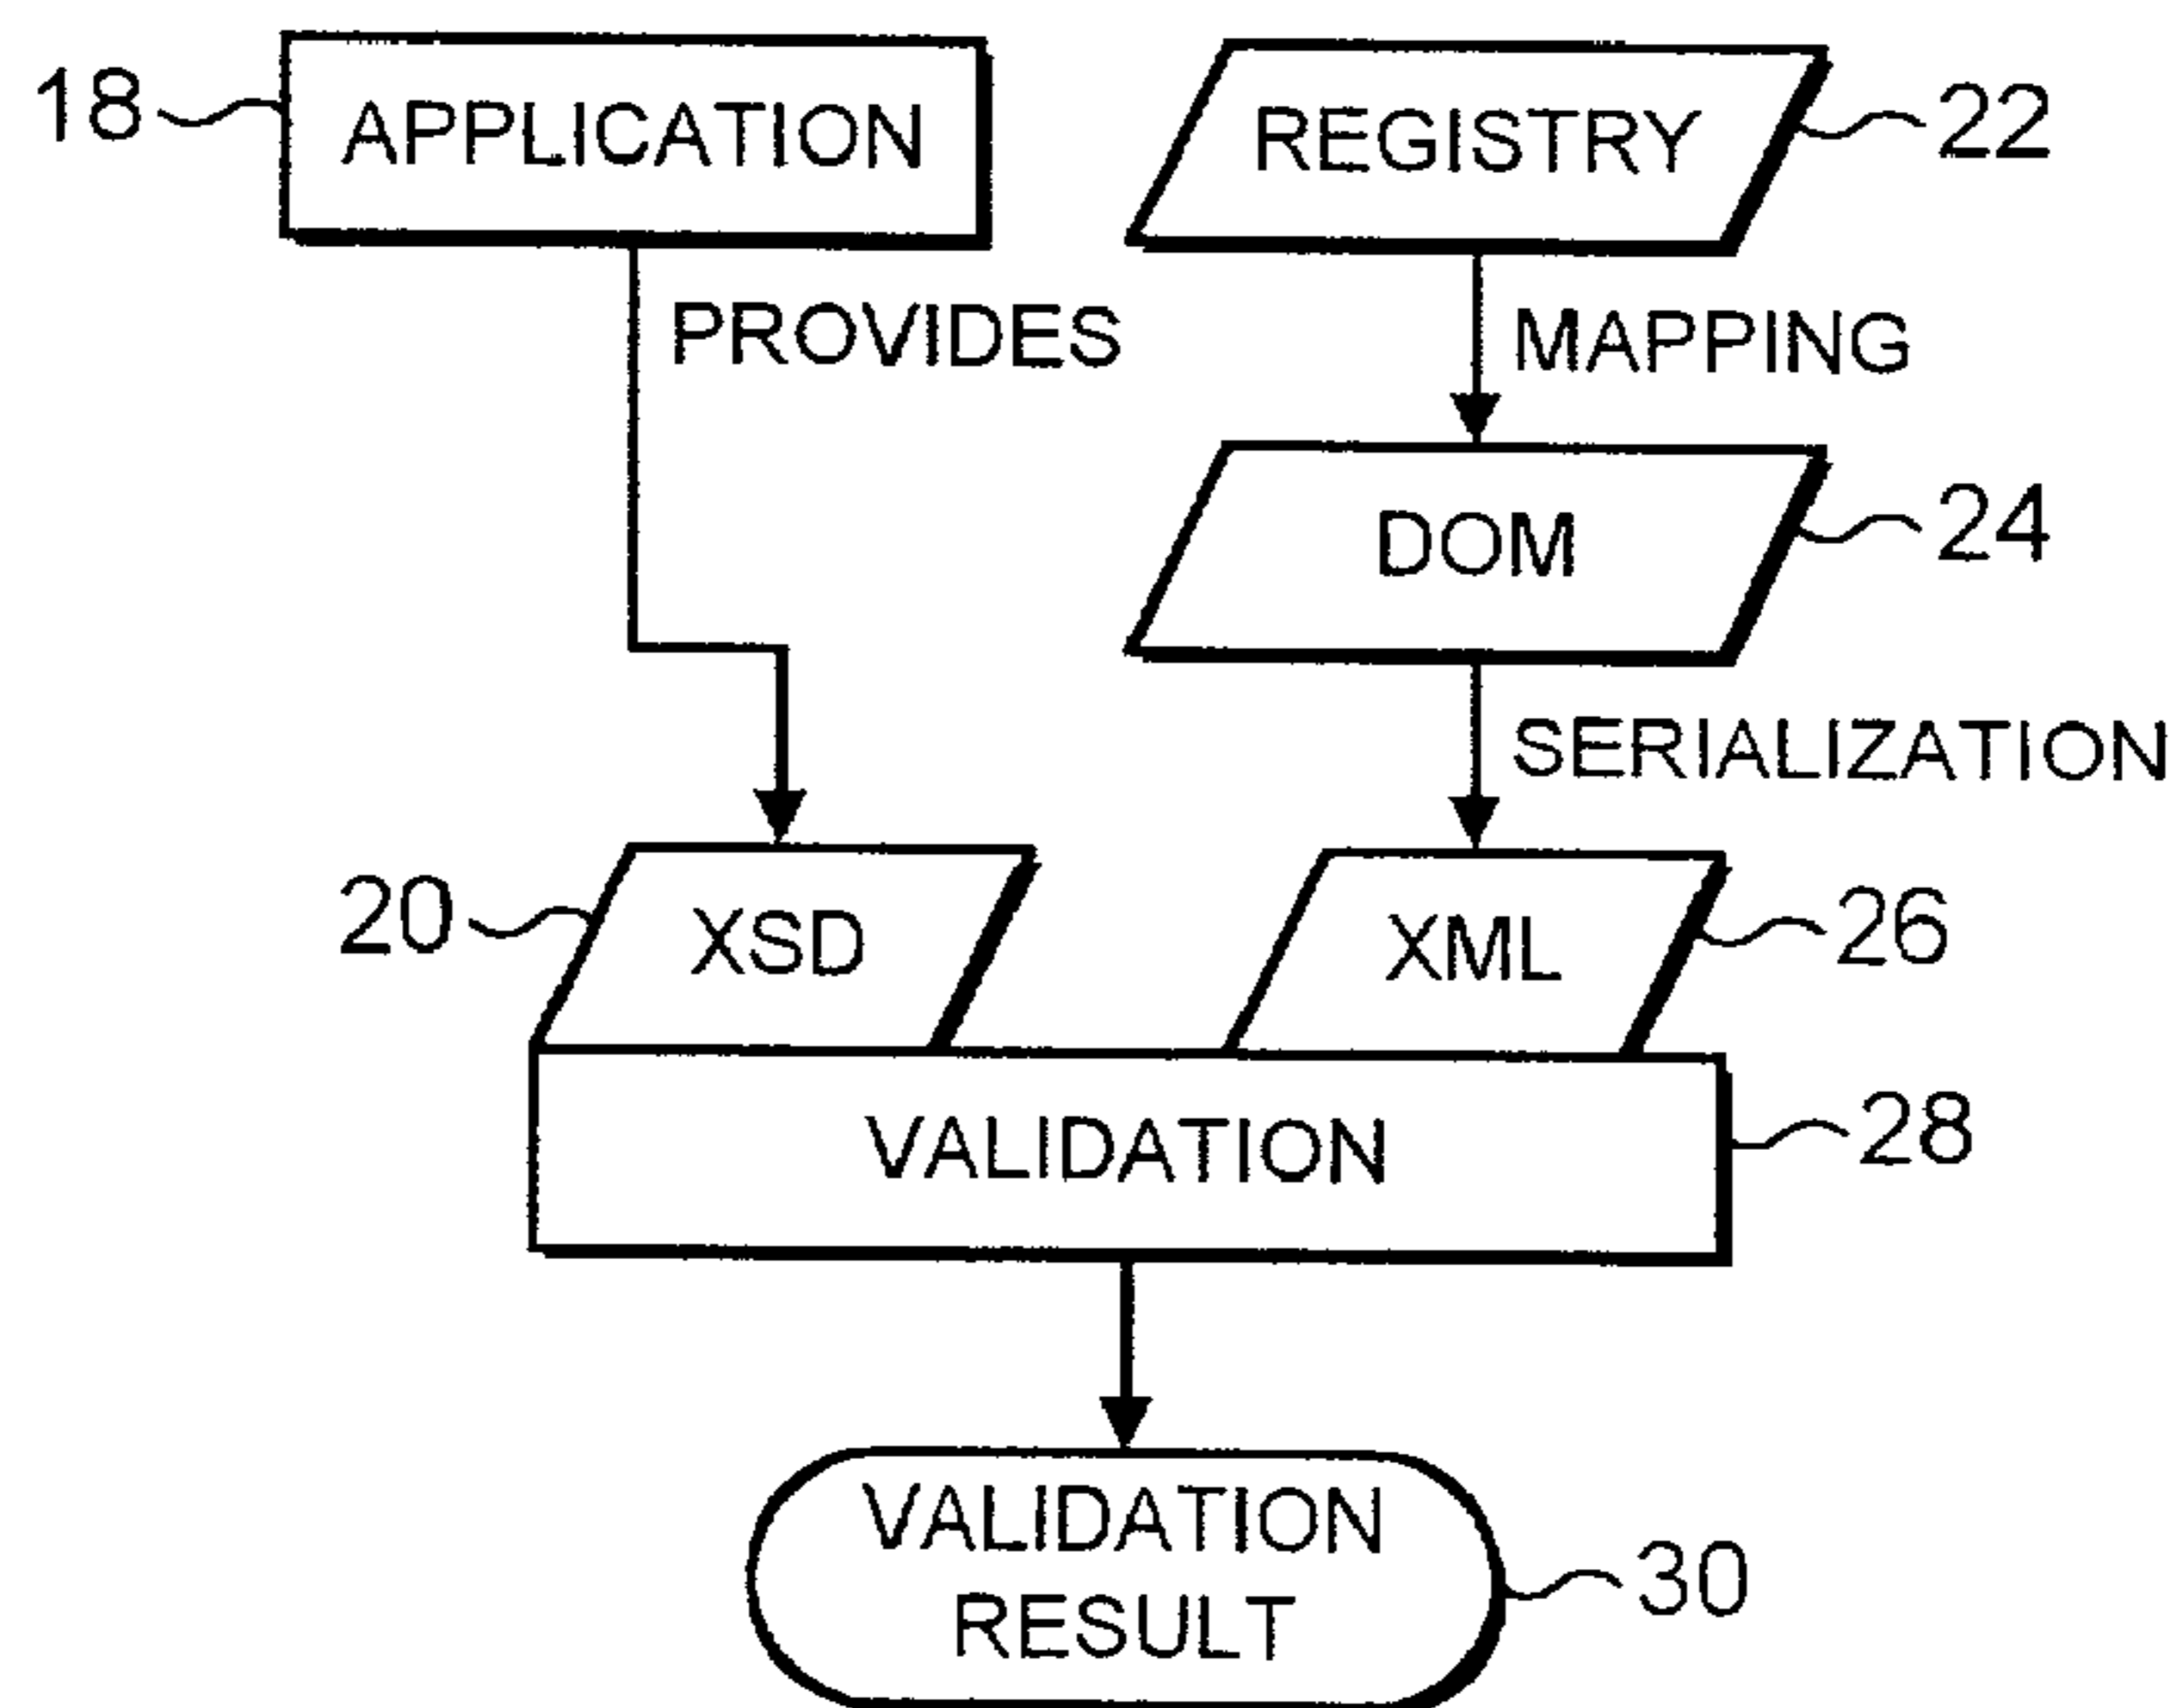 18
APPLICATION
REGISTRY
22
PROVIDES
MAPPING
DOM
24
SERIALIZATION
20
XSD
XML
26
VALIDATION
28
VALIDATION
RESULT
30